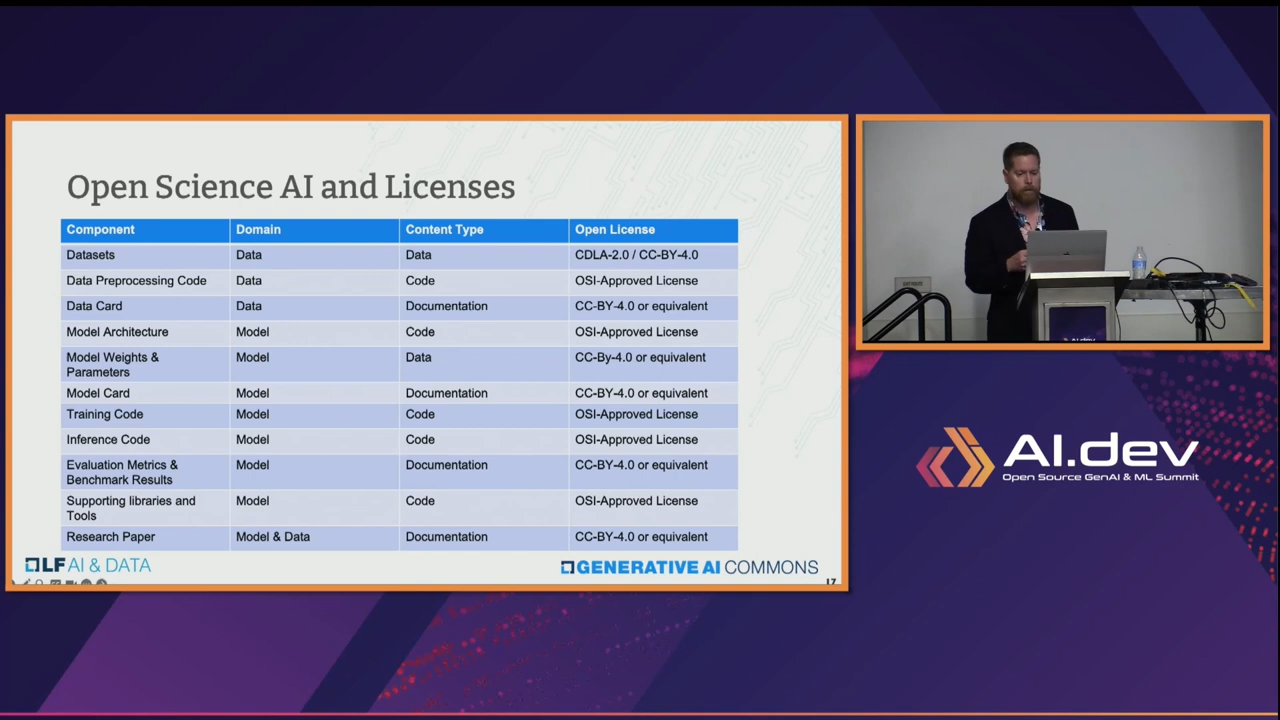 Open Science AI and Licenses
Component Domain Content Type Open License
Datasets Data Data CDLA-2.0 / CC-BY-4.0
Data Preprocessing Code Data Code OSI-Approved License
Data Card Data Documentation CC-BY-4.0 or equivalent
Model Architecture Model Code OSI-Approved License
Model Weights & Model Data CC-By-4.0 or equivalent
Parameters
Model Card Model Documentation CC-BY-4.0 or equivalent
Training Code Model Code OSI-Approved License
Inference Code Model Code OSI-Approved License
Evaluation Metrics & Model Documentation CC-BY-4.0 or equivalent
Benchmark Results
Supporting libraries and Model Code OSI-Approved License
Tools
Research Paper Model & Data Documentation CC-BY-4.0 or equivalent
LF AI & DATA
GENERATIVE AI COMMONS
17
AI.dev
AI.dev
Open Source GenAI & ML Summit